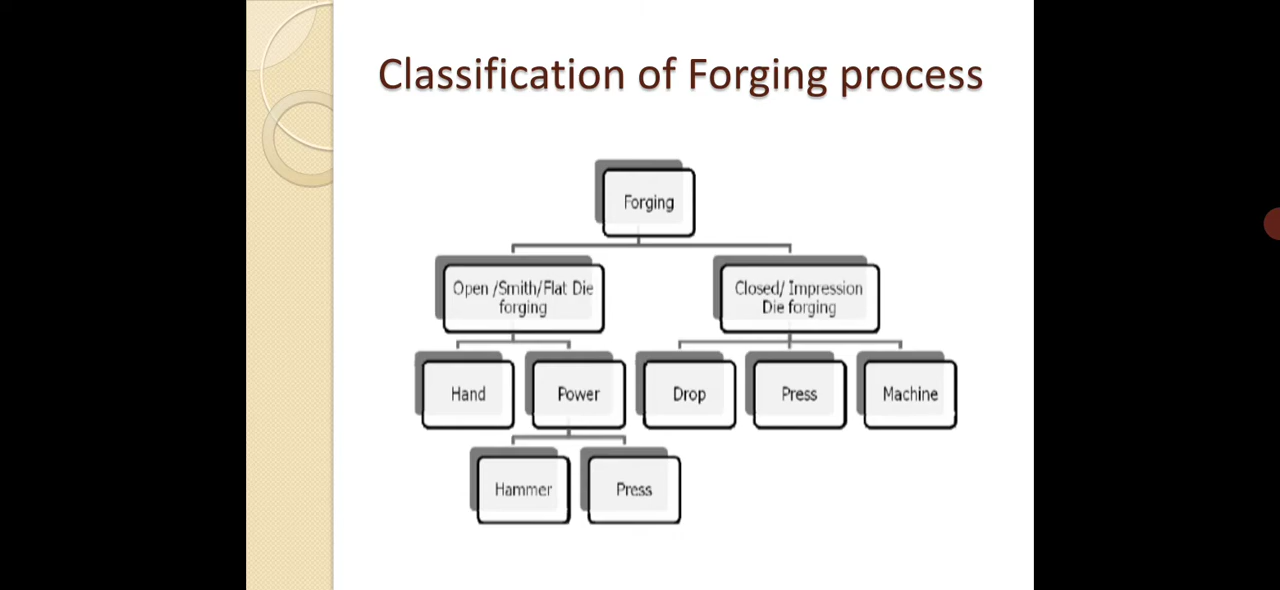 Classification of Forging process
Forging
Open /Smith/Flat Die
forging
Closed/ Impression
Die forging
Hand
Power
Drop
Press
Machine
Hammer
Press